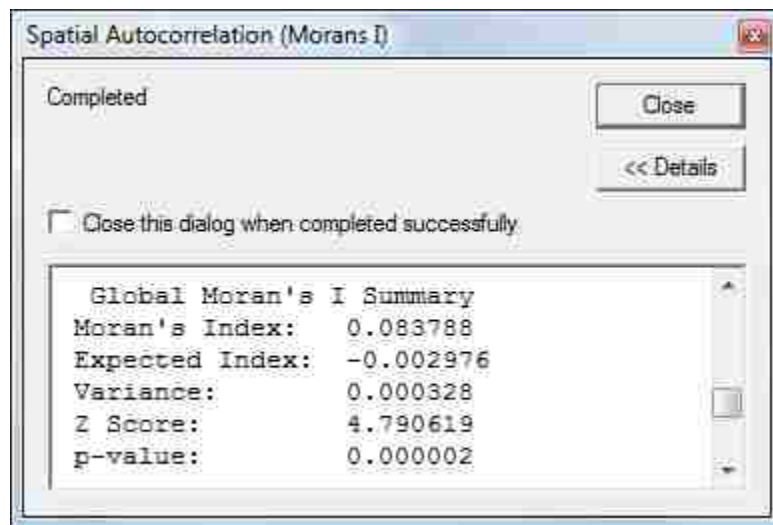 Spatial Autocorrelation (Morans I)
Completed
Close
<< Details
Close this dialog when completed successfully
Global Moran's I Summary
Moran's Index: 0.083788
Expected Index: -0.002976
Variance: 0.000328
Z Score: 4.790619
p-value: 0.000002